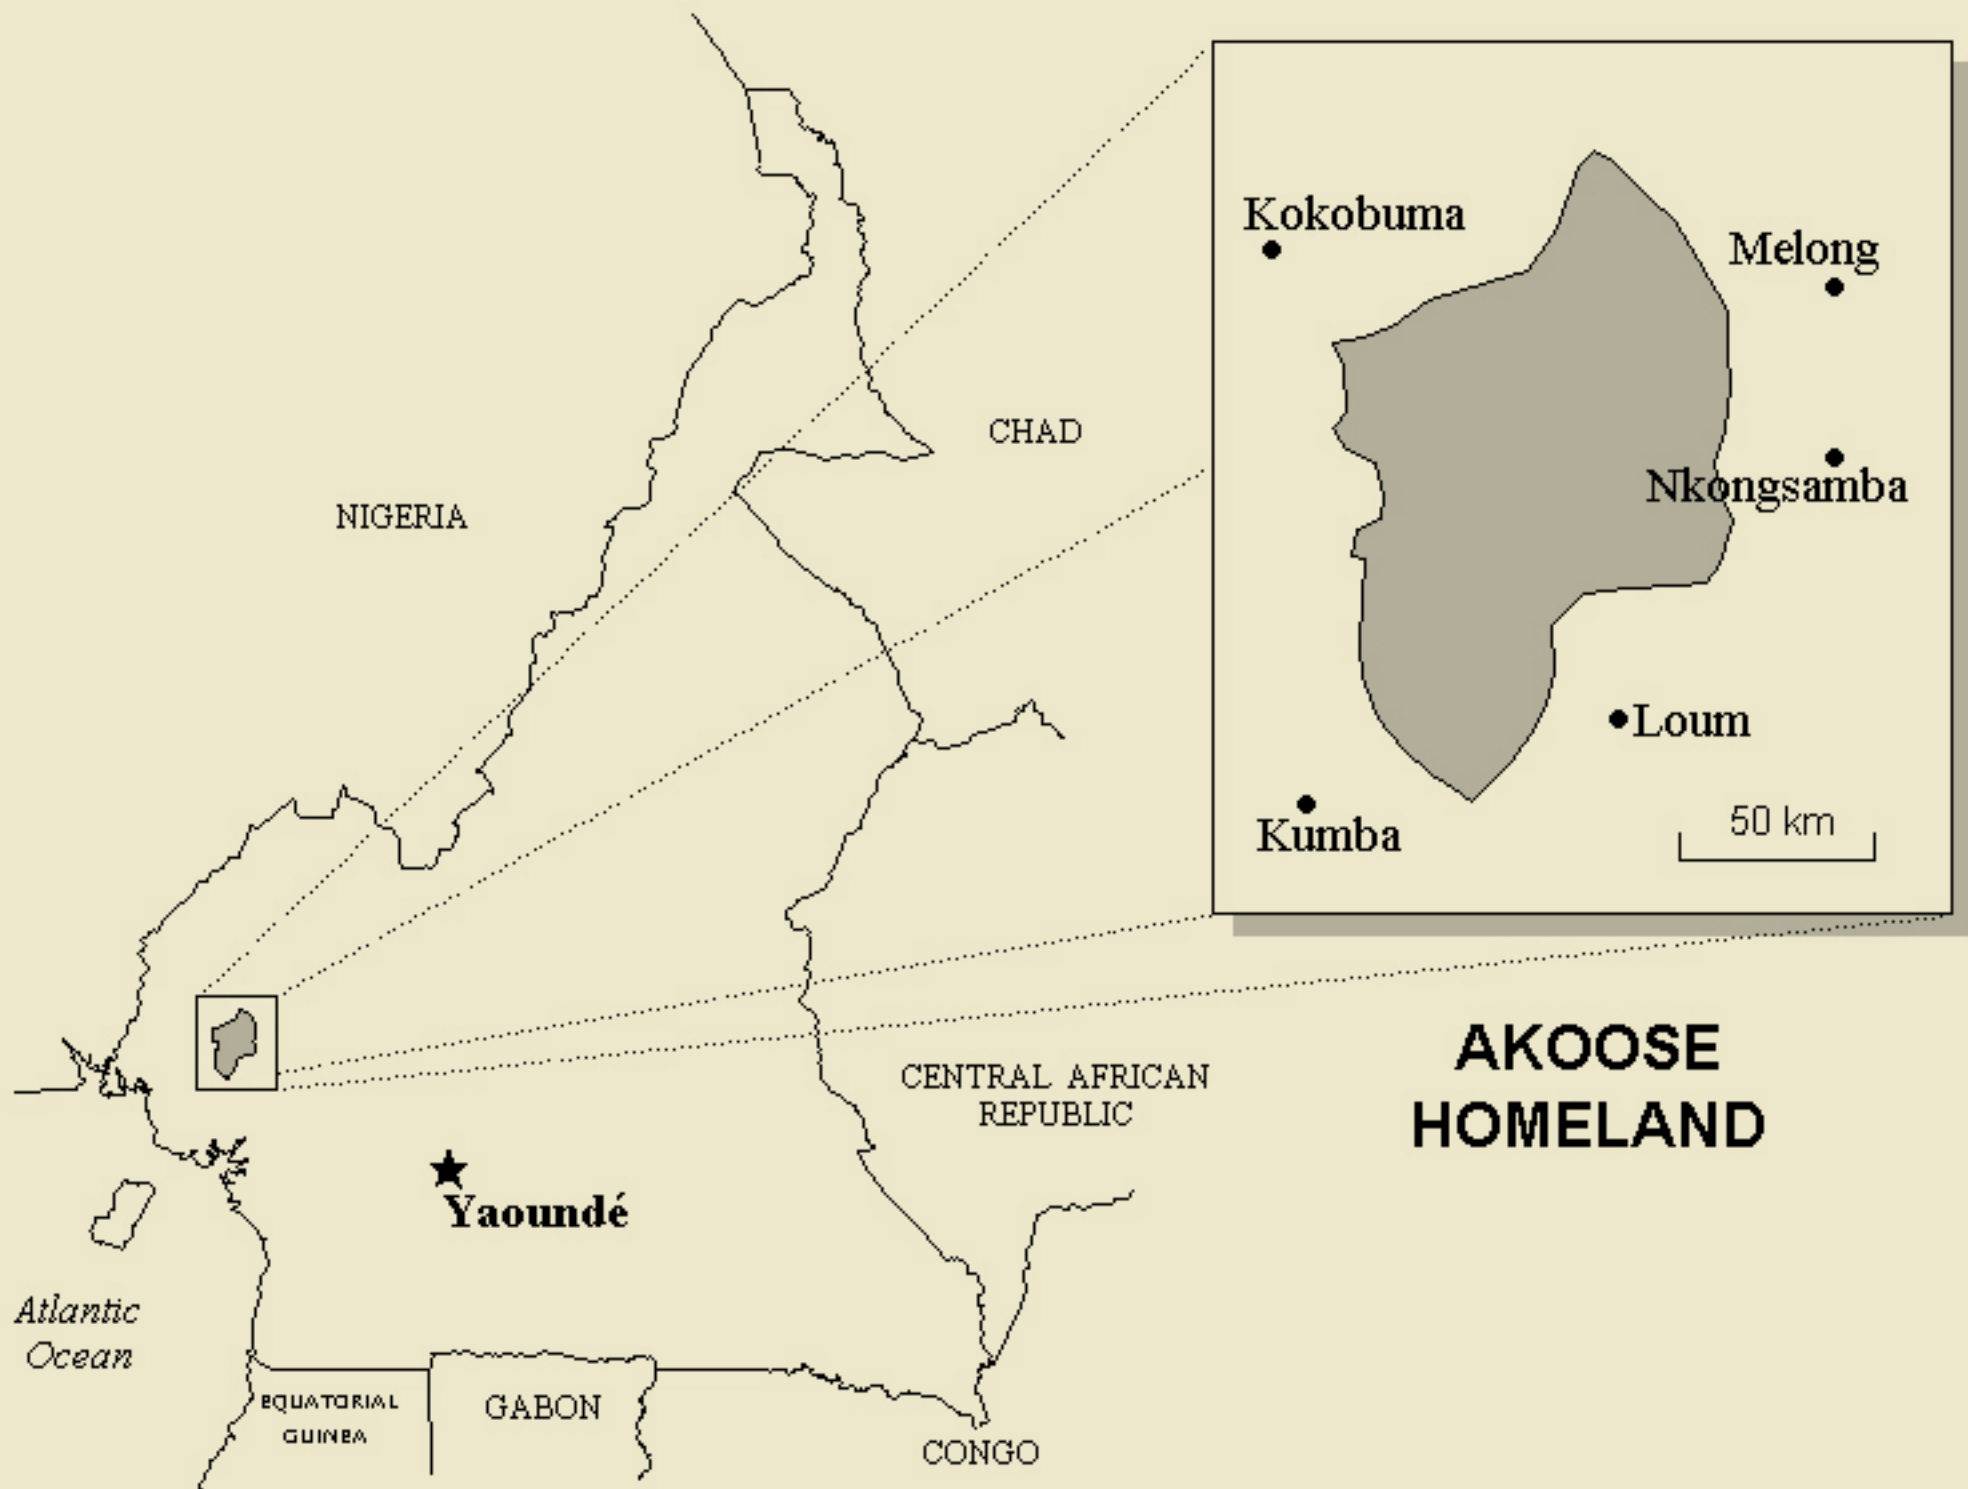 Kokobuma
Melong
Nkongsamba
Loum
Kumba
50 km
CHAD
NIGERIA
CENTRAL AFRICAN
REPUBLIC
Yaoundé
Atlantic
Ocean
EQUATORIAL
GUINEA
GABON
CONGO
AKOOSE
HOMELAND